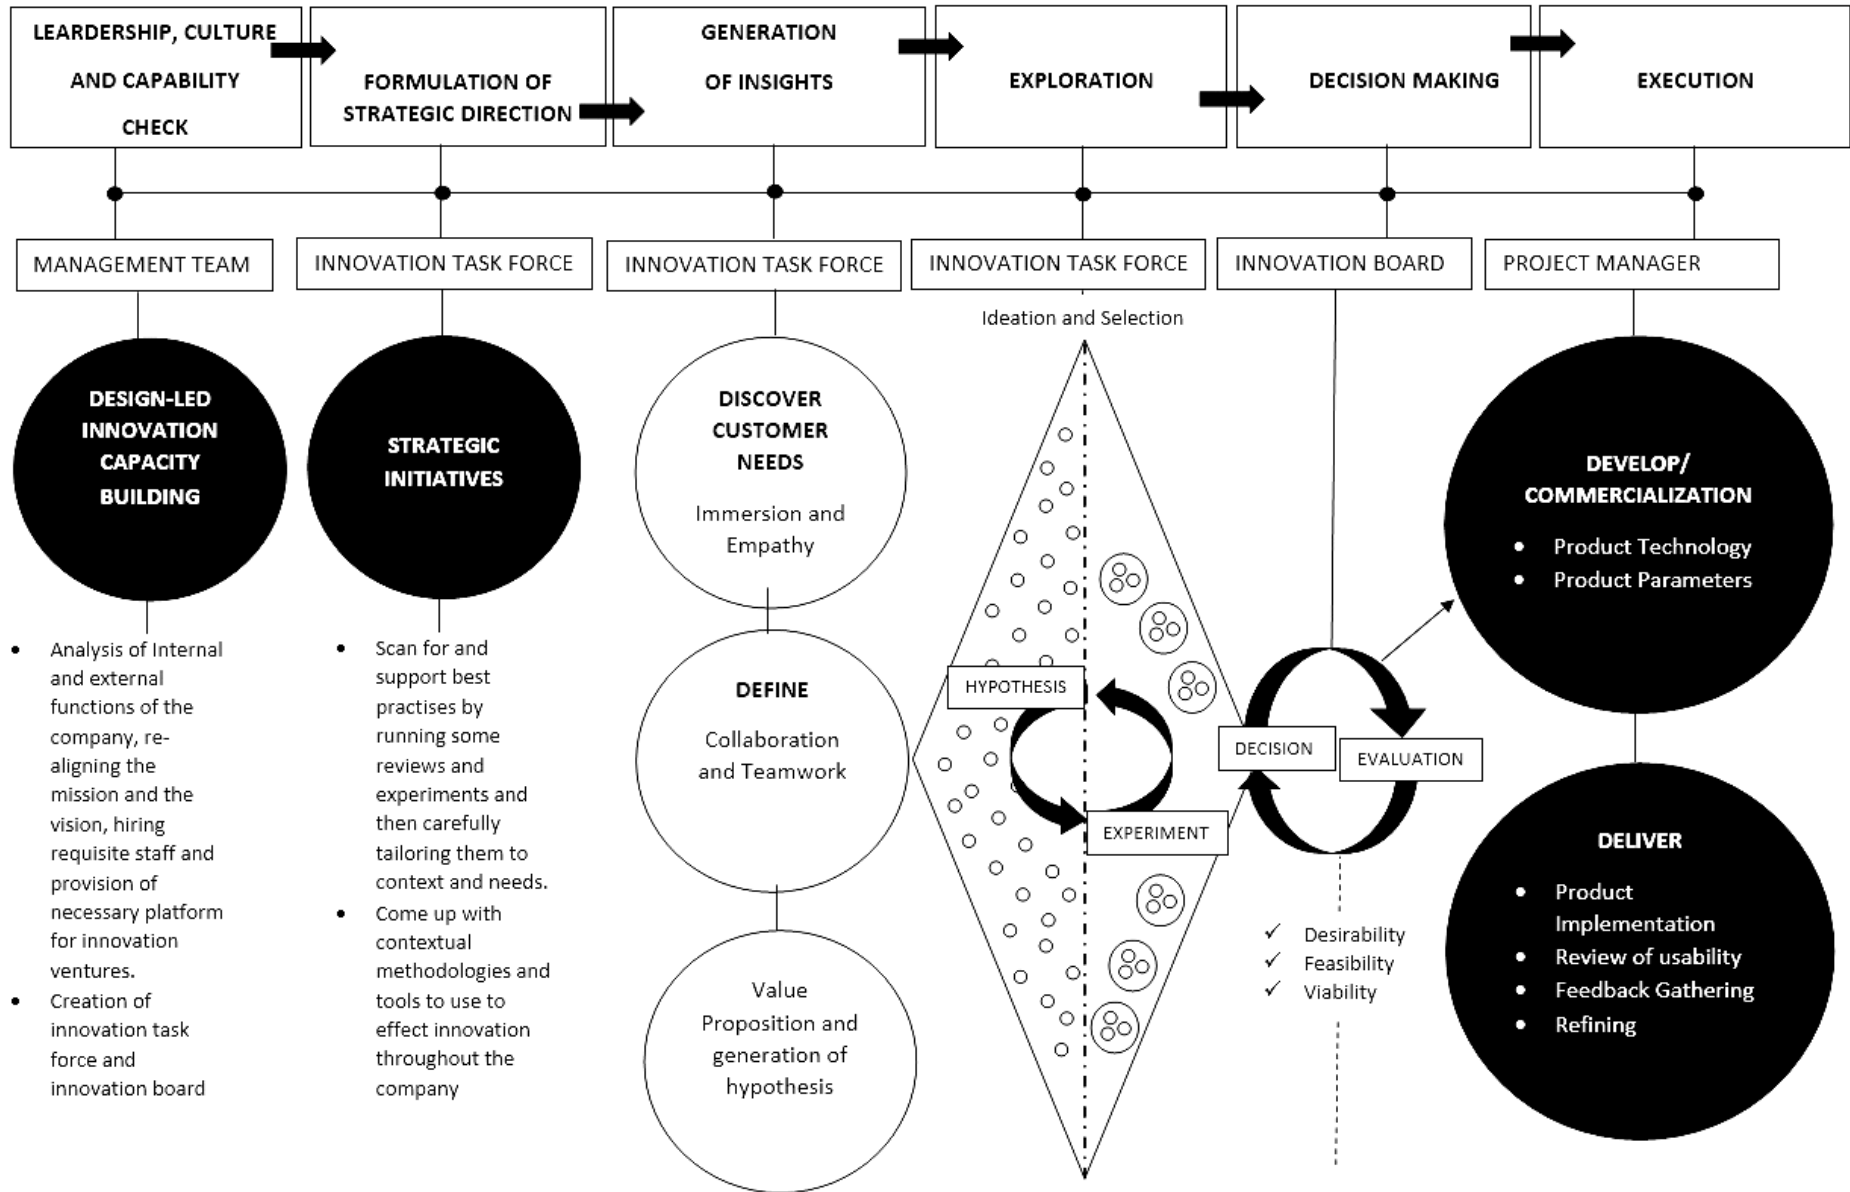 LEARDERSHIP, CULTURE
AND CAPABILITY
CHECK
FORMULATION OF
STRATEGIC DIRECTION
GENERATION
OF INSIGHTS
EXPLORATION
DECISION MAKING
EXECUTION
MANAGEMENT TEAM
INNOVATION TASK FORCE
INNOVATION TASK FORCE
INNOVATION TASK FORCE
INNOVATION BOARD
PROJECT MANAGER
DESIGN-LED
INNOVATION
CAPACITY
BUILDING
• Analysis of Internal
and external
functions of the
company, re-
aligning the
mission and the
vision, hiring
requisite staff and
provision of
necessary platform
for innovation
ventures.
• Creation of
innovation task
force and
innovation board
STRATEGIC
INITIATIVES
• Scan for and
support best
practises by
running some
reviews and
experiments and
then carefully
tailoring them to
context and needs.
• Come up with
contextual
methodologies and
tools to use to
effect innovation
throughout the
company
DISCOVER
CUSTOMER
NEEDS
Immersion and
Empathy
DEFINE
Collaboration
and Teamwork
Value
Proposition and
generation of
hypothesis
Ideation and Selection
HYPOTHESIS
EXPERIMENT
DECISION
EVALUATION
✓ Desirability
✓ Feasibility
✓ Viability
DEVELOP/
COMMERCIALIZATION
• Product Technology
• Product Parameters
DELIVER
• Product
Implementation
• Review of usability
• Feedback Gathering
• Refining